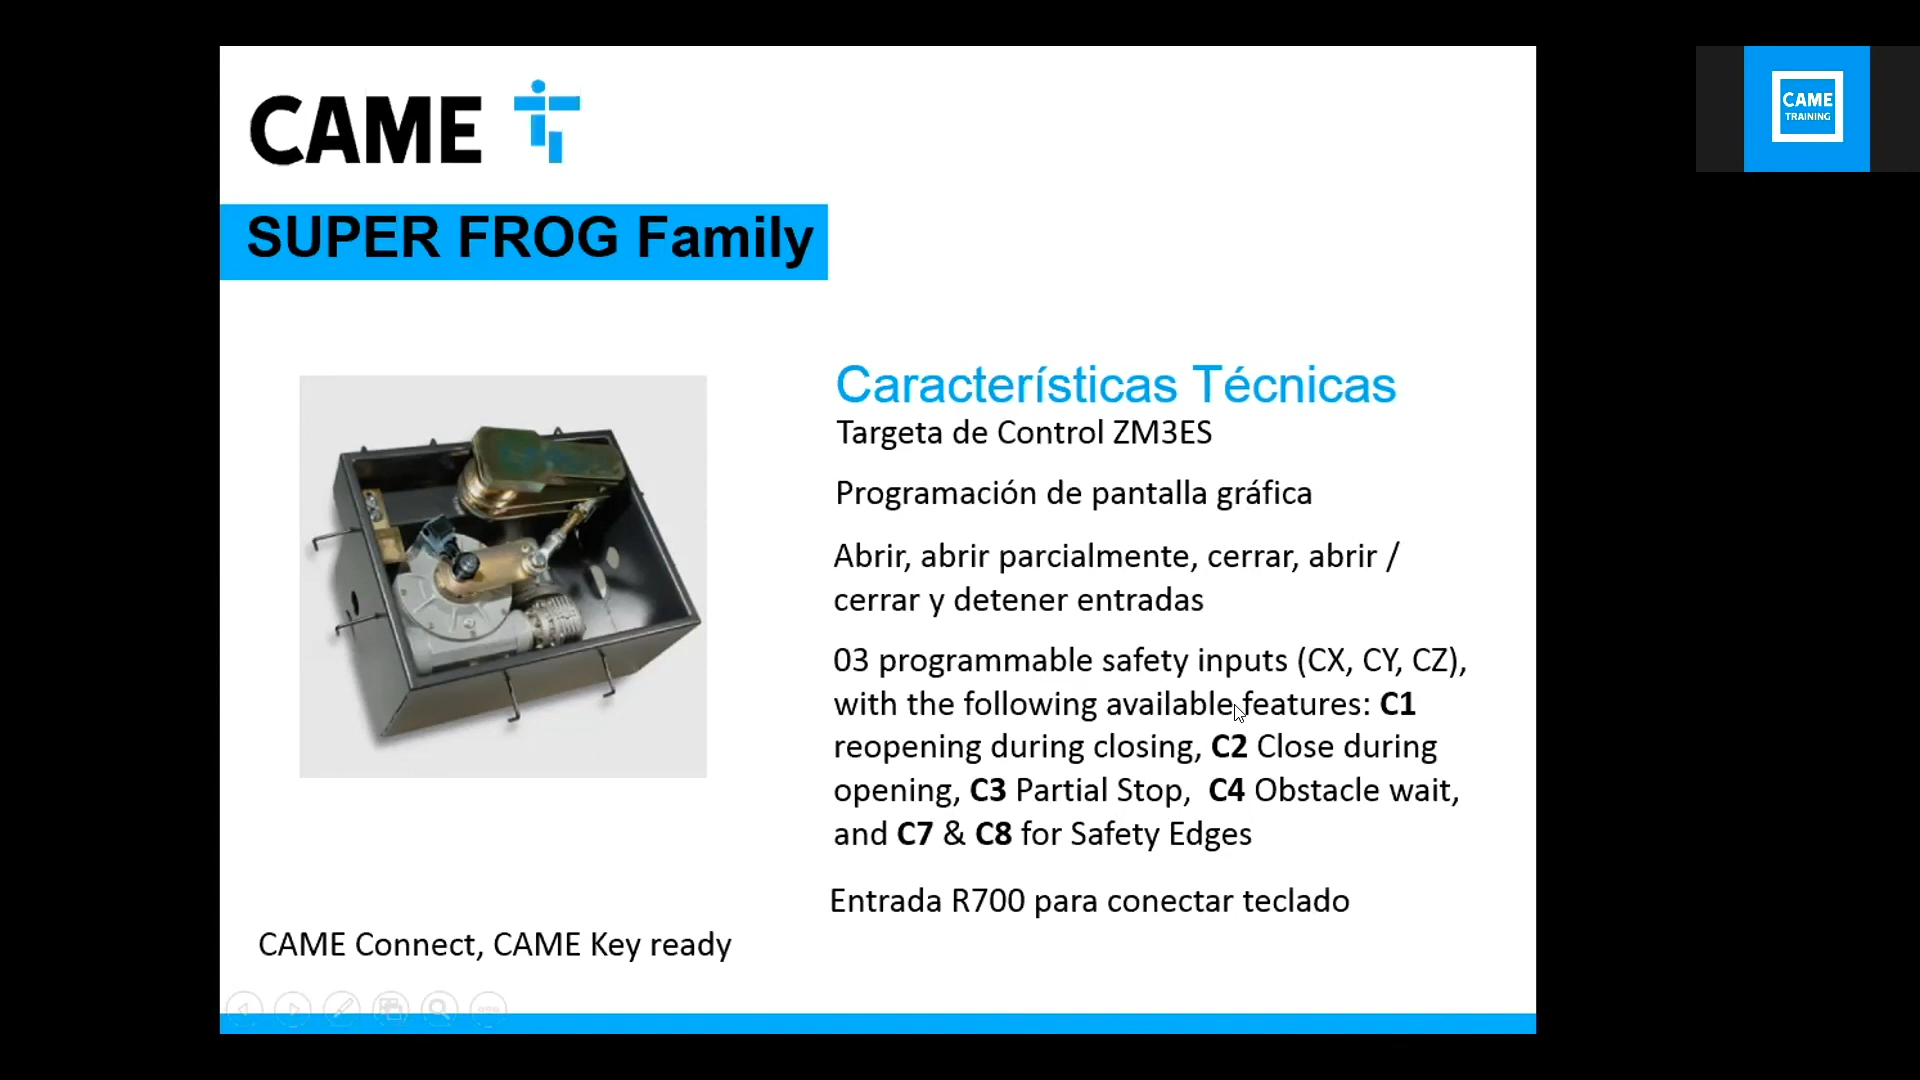 CAME
CAME
TRAINING
SUPER FROG Family
Características Técnicas
Targeta de Control ZM3ES
Programación de pantalla gráfica
Abrir, abrir parcialmente, cerrar, abrir /
cerrar y detener entradas
03 programmable safety inputs (CX, CY, CZ),
with the following available features: C1
reopening during closing, C2 Close during
opening, C3 Partial Stop, C4 Obstacle wait,
and C7 & C8 for Safety Edges
Entrada R700 para conectar teclado
CAME Connect, CAME Key ready